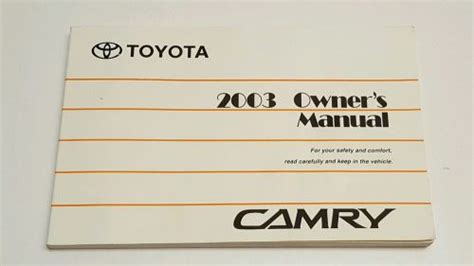 TOYOTA
2003 Owner's
Manual
For your safety and comfort,
read carefully and keep in the vehicle.
CAMRY